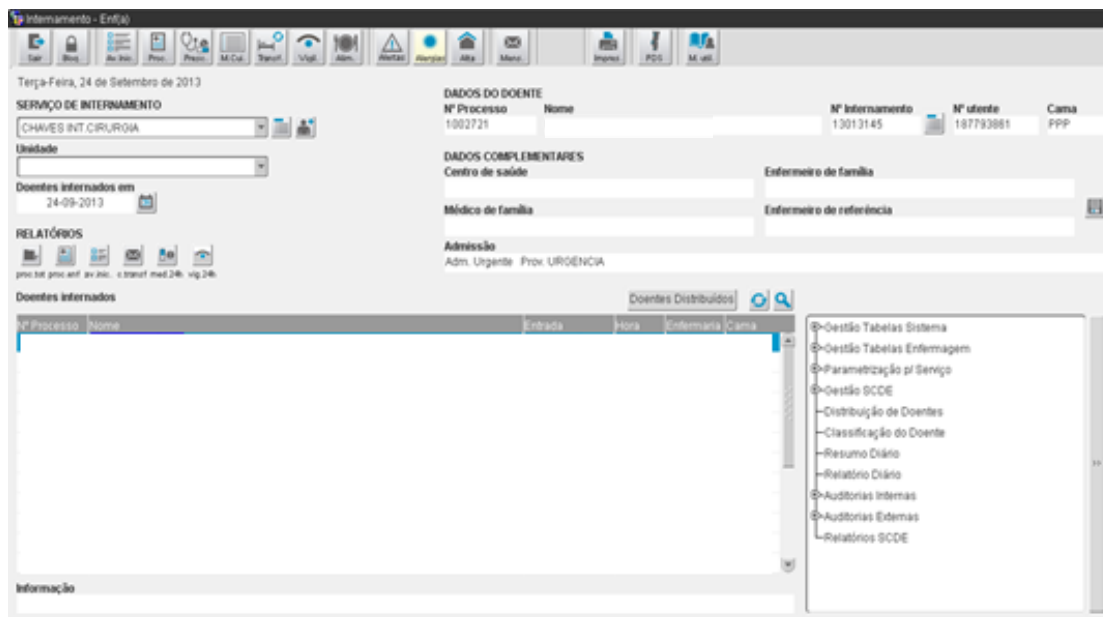 Internamento - Enf(a)
Sair Bloq. Av.Inic. Proc. Presc. M.Cui. Transf. Vigil. Alim. Alertas Alergias Alta Mens. Impres PDS M. util.
Terça-Feira, 24 de Setembro de 2013
SERVIÇO DE INTERNAMENTO
CHAVES INT.CIRURGIA
Unidade
Doentes internados em
24-09-2013
RELATÓRIOS
proc.tot proc.enf av.inic. c.transf med.24h vig.24h
DADOS DO DOENTE
Nº Processo Nome Nº Internamento Nº utente Cama
1002721 13013145 187793861 PPP
DADOS COMPLEMENTARES
Centro de saúde Enfermeiro de família
Médico de família Enfermeiro de referência
Admissão
Adm. Urgente Prov. URGÊNCIA
Doentes internados Doentes Distribuídos
Nº Processo Nome Entrada Hora Enfermaria Cama
Gestão Tabelas Sistema
Gestão Tabelas Enfermagem
Parametrização p/ Serviço
Gestão SCDE
Distribuição de Doentes
Classificação do Doente
Resumo Diário
Relatório Diário
Auditorias Internas
Auditorias Externas
Relatórios SCDE
>>
Informação